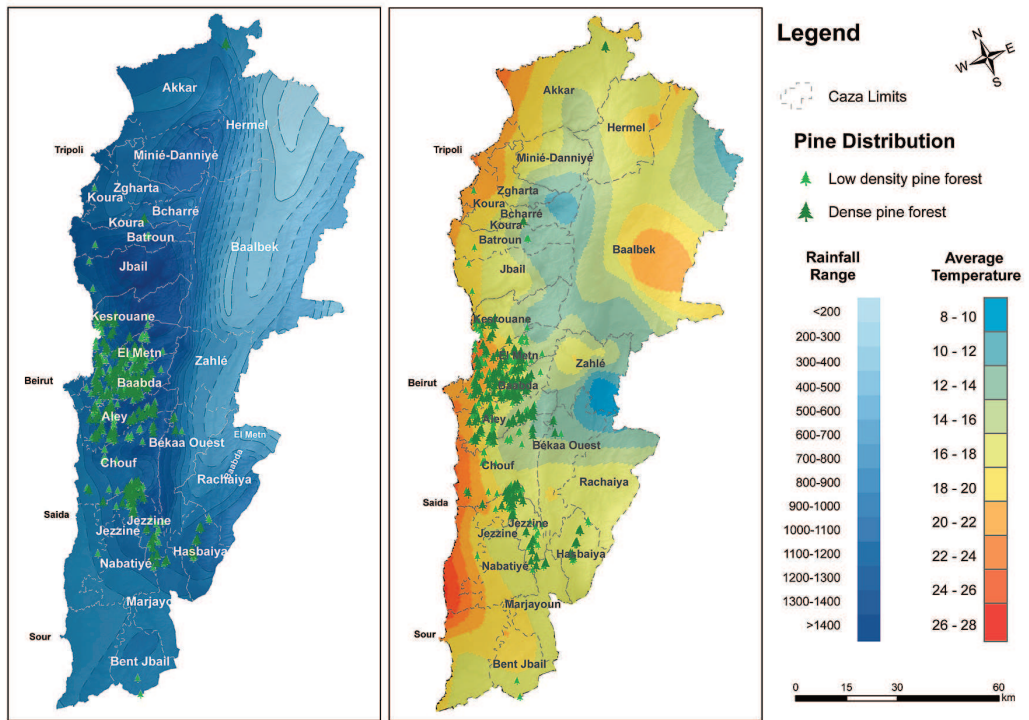 Akkar
Hermel
Tripoli
Minié-Danniyé
Zgharta
Koura
Bcharré
Koura
Batroun
Baalbek
Jbail
Kesrouane
El Metn
Zahlé
Beirut
Baabda
Aley
El Metn
Békaa Ouest
Baabda
Chouf
Rachaiya
Saida
Jezzine
Jezzine
Hasbaiya
Nabatiyé
Marjayoun
Sour
Bent Jbail
Akkar
Hermel
Tripoli
Minié-Danniyé
Zgharta
Koura
Bcharré
Koura
Batroun
Baalbek
Jbail
Kesrouane
El Metn
Zahlé
Beirut
Baabda
Aley
Békaa Ouest
Chouf
Rachaiya
Saida
Jezzine
Jezzine
Hasbaiya
Nabatiyé
Marjayoun
Sour
Bent Jbail
Legend
N
E
W
S
Caza Limits
Pine Distribution
Low density pine forest
Dense pine forest
Rainfall
Range
<200
200-300
300-400
400-500
500-600
600-700
700-800
800-900
900-1000
1000-1100
1100-1200
1200-1300
1300-1400
>1400
Average
Temperature
8 - 10
10 - 12
12 - 14
14 - 16
16 - 18
18 - 20
20 - 22
22 - 24
24 - 26
26 - 28
0 15 30 60
km